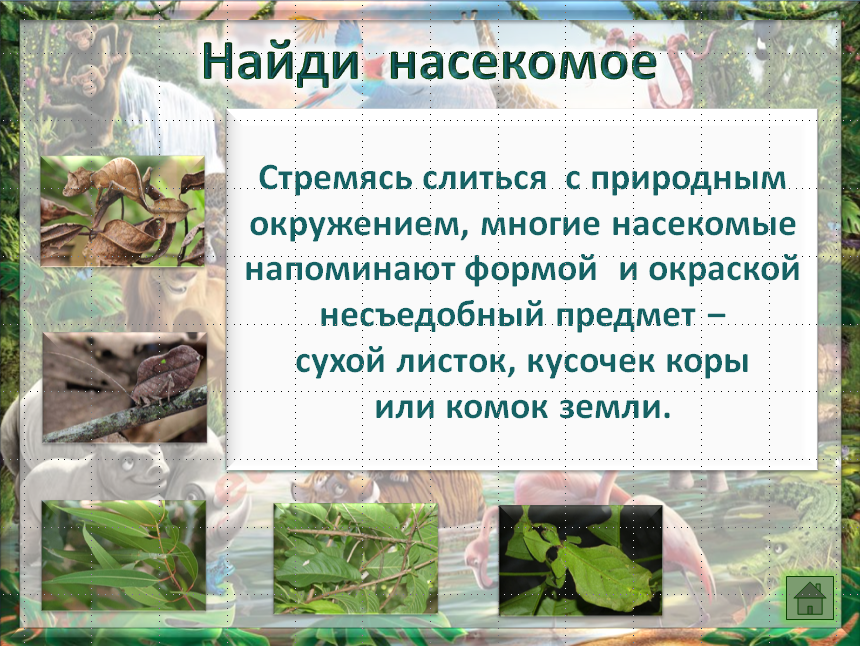 Найди насекомое
Стремясь слиться с природным
окружением, многие насекомые
напоминают формой и окраской
несъедобный предмет –
сухой листок, кусочек коры
или комок земли.